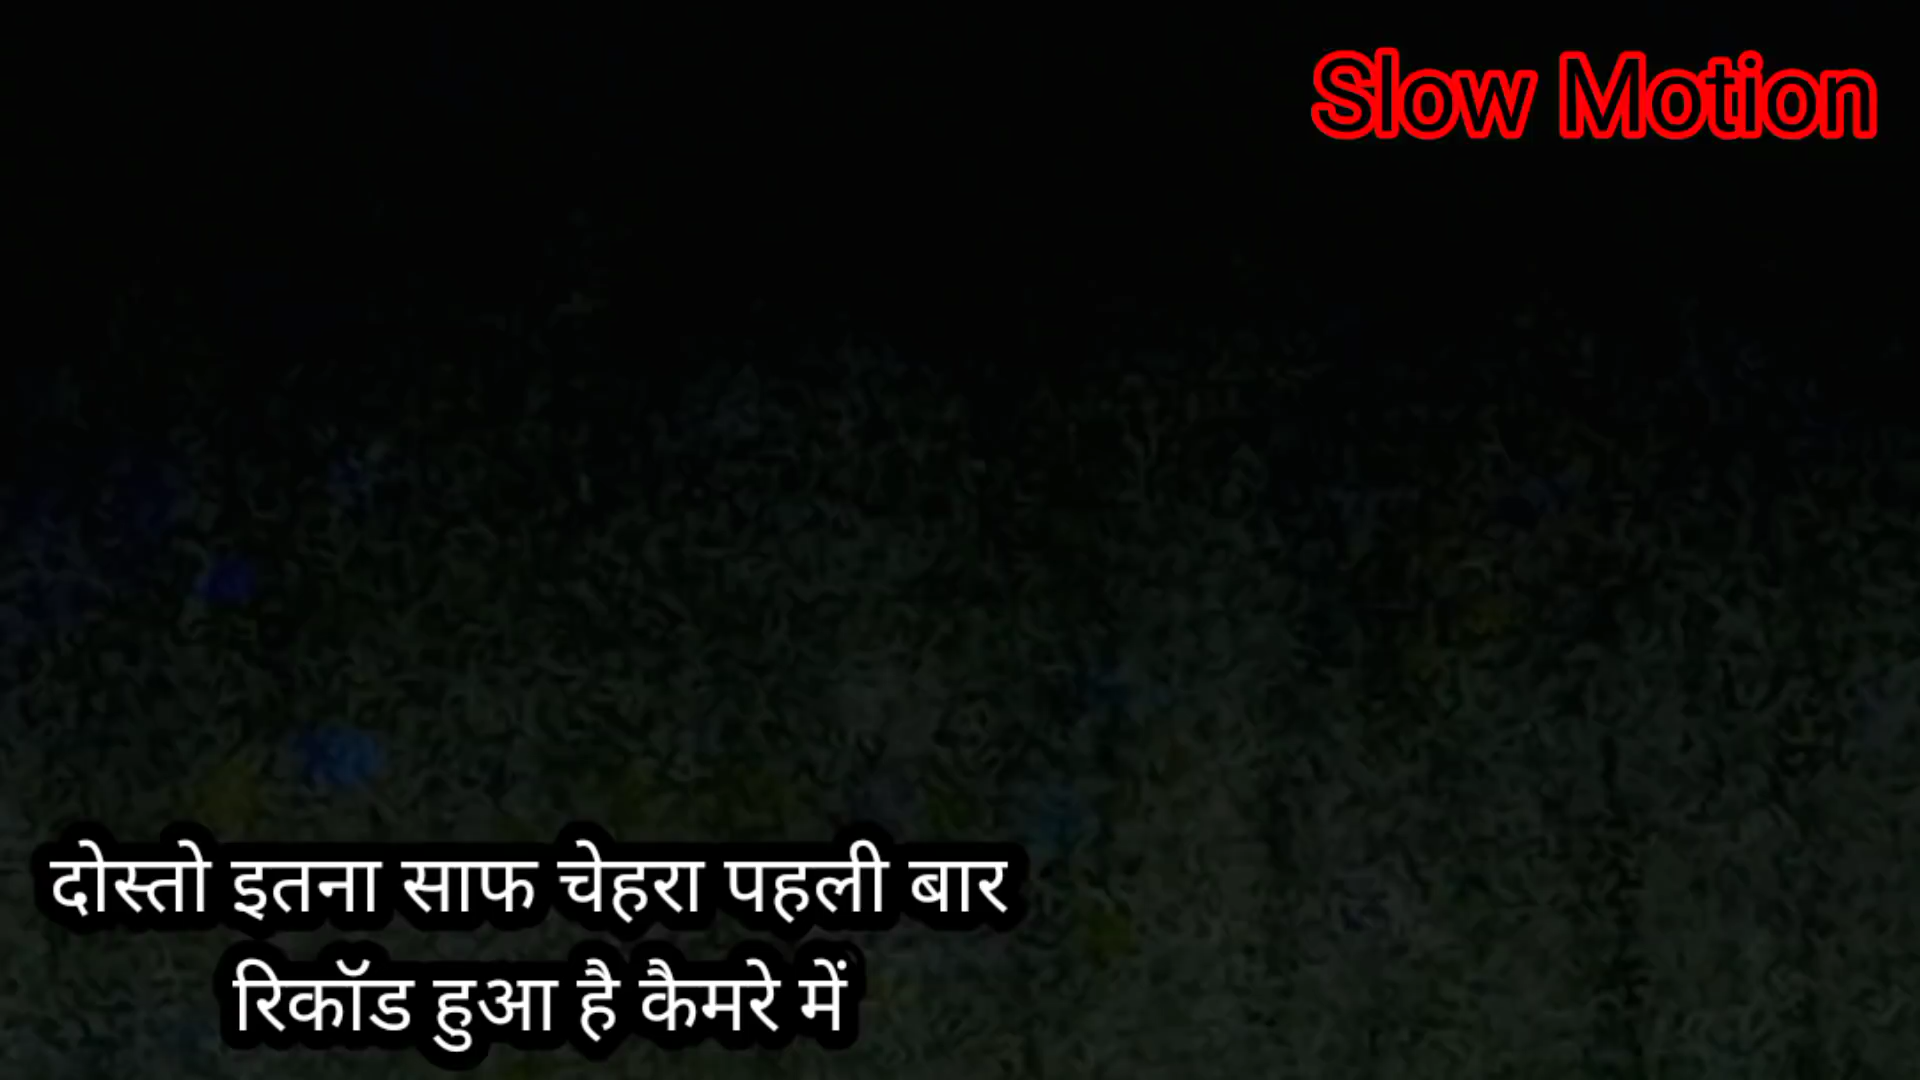 Slow Motion
दोस्तो इतना साफ चेहरा पहली बार
रिकॉड हुआ है कैमरे में